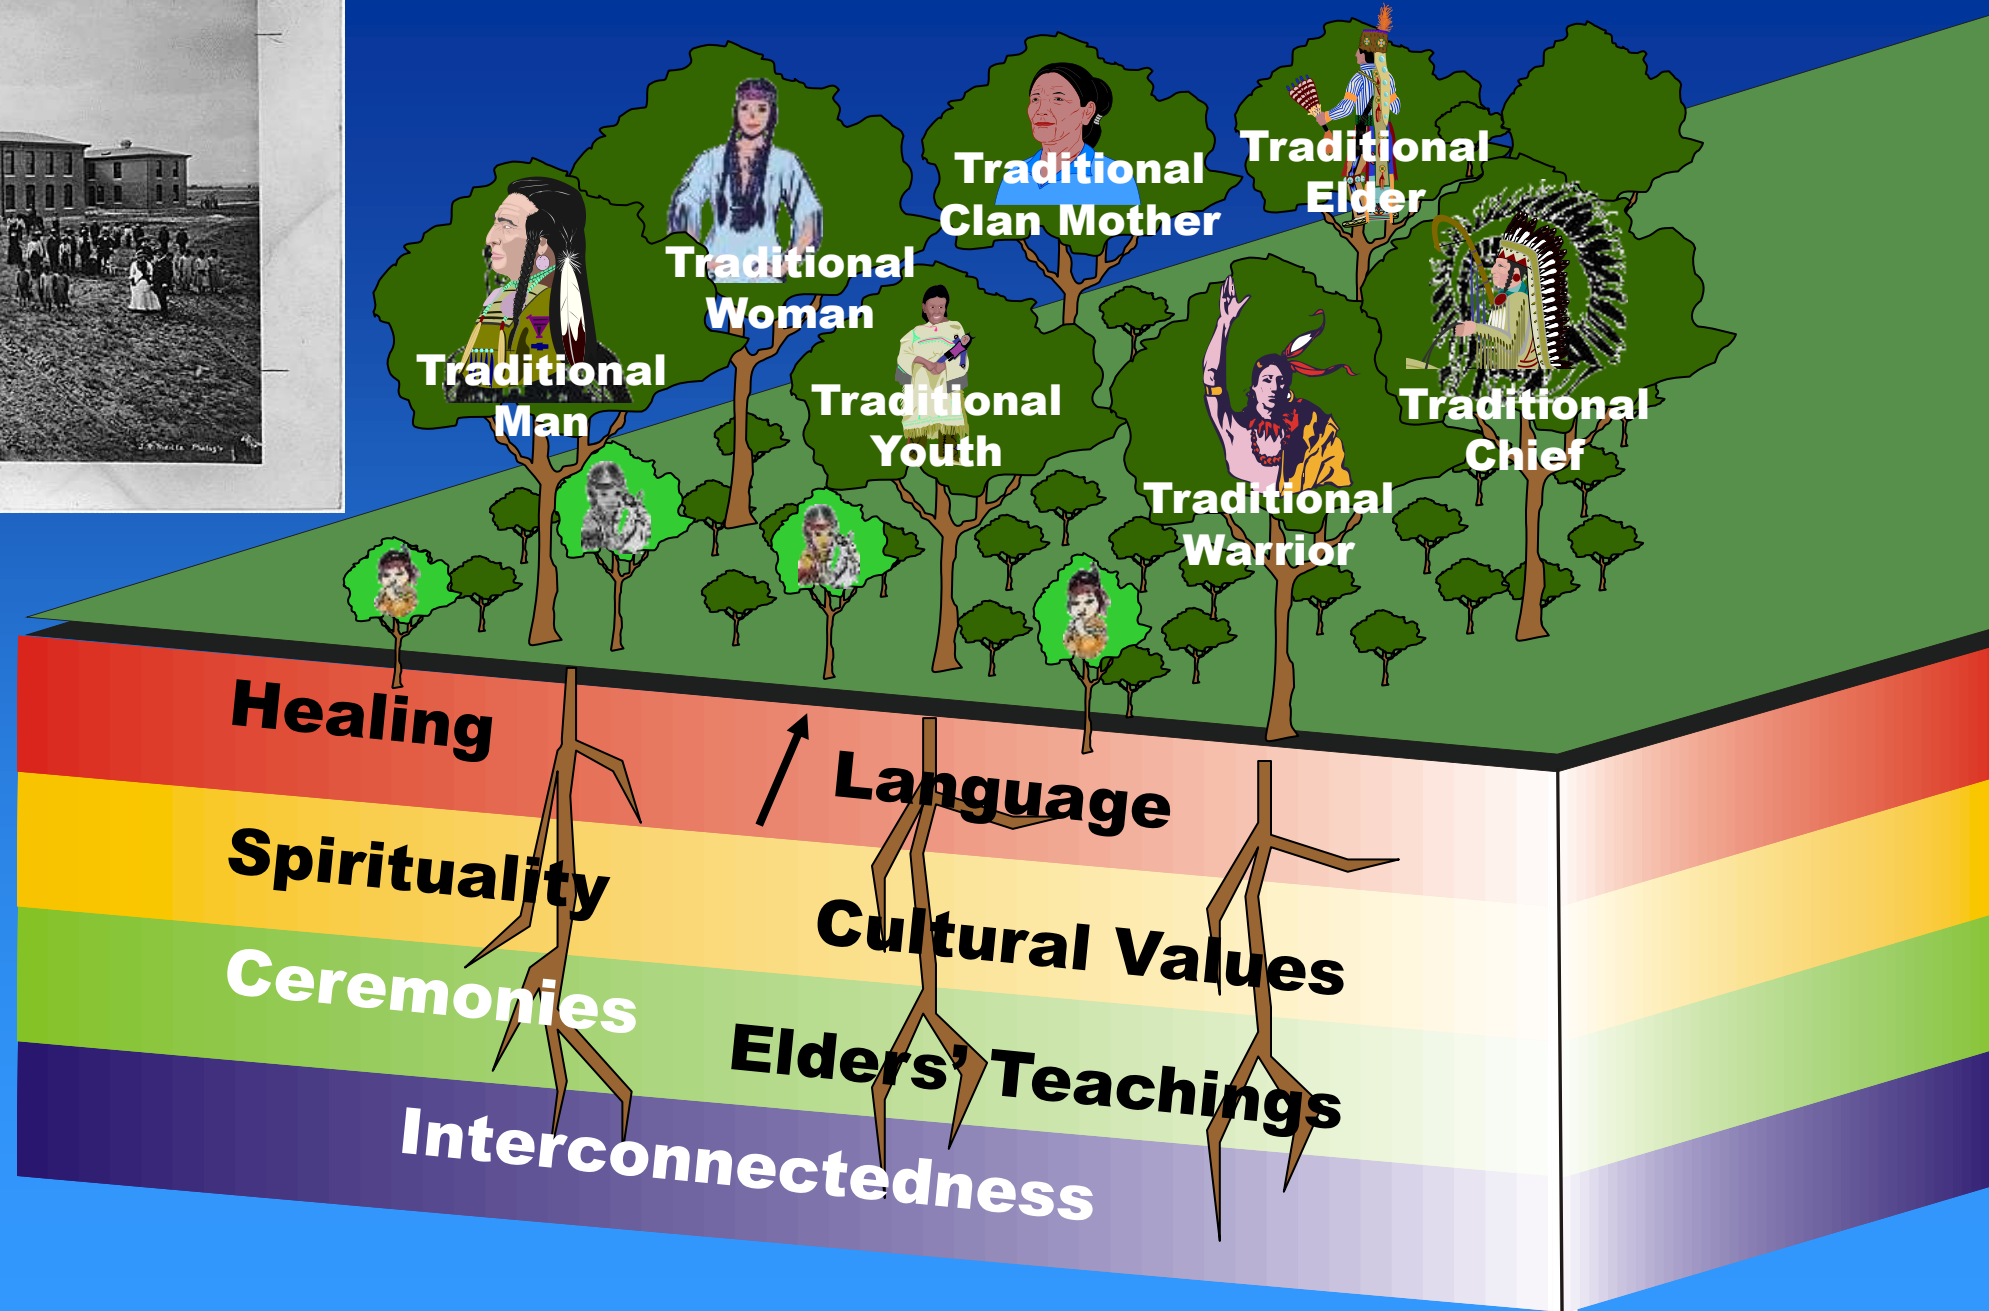 Traditional
Elder
Traditional
Clan Mother
Traditional
Woman
Traditional
Man
Traditional
Youth
Traditional
Chief
Traditional
Warrior
Healing
Language
Spirituality
Cultural Values
Ceremonies
Elders’ Teachings
Interconnectedness